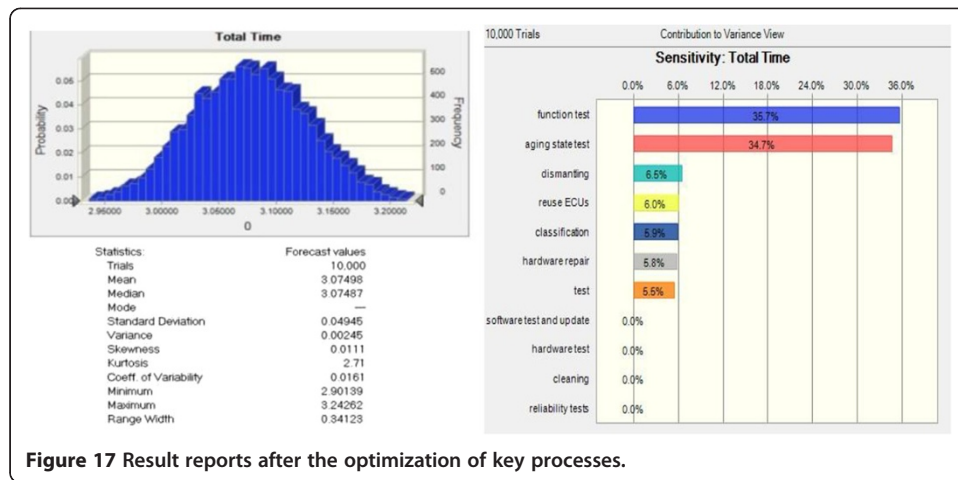 Total Time
Probability
0.06
0.05
0.04
0.03
0.02
0.01
0.00
Frequency
600
500
400
300
200
100
0
2.95000 3.00000 3.05000 3.10000 3.15000 3.20000
0
Statistics: Forecast values
Trials 10.000
Mean 3.07498
Median 3.07487
Mode —
Standard Deviation 0.04945
Variance 0.00245
Skewness 0.0111
Kurtosis 2.71
Coeff. of Variability 0.0161
Minimum 2.90139
Maximum 3.24262
Range Width 0.34123
10,000 Trials Contribution to Variance View
Sensitivity: Total Time
0.0% 6.0% 12.0% 18.0% 24.0% 30.0% 36.0%
function test 35.7%
aging state test 34.7%
dismanting 6.5%
reuse ECUs 6.0%
classification 5.9%
hardware repair 5.8%
test 5.5%
software test and update 0.0%
hardware test 0.0%
cleaning 0.0%
reliability tests 0.0%
Figure 17 Result reports after the optimization of key processes.